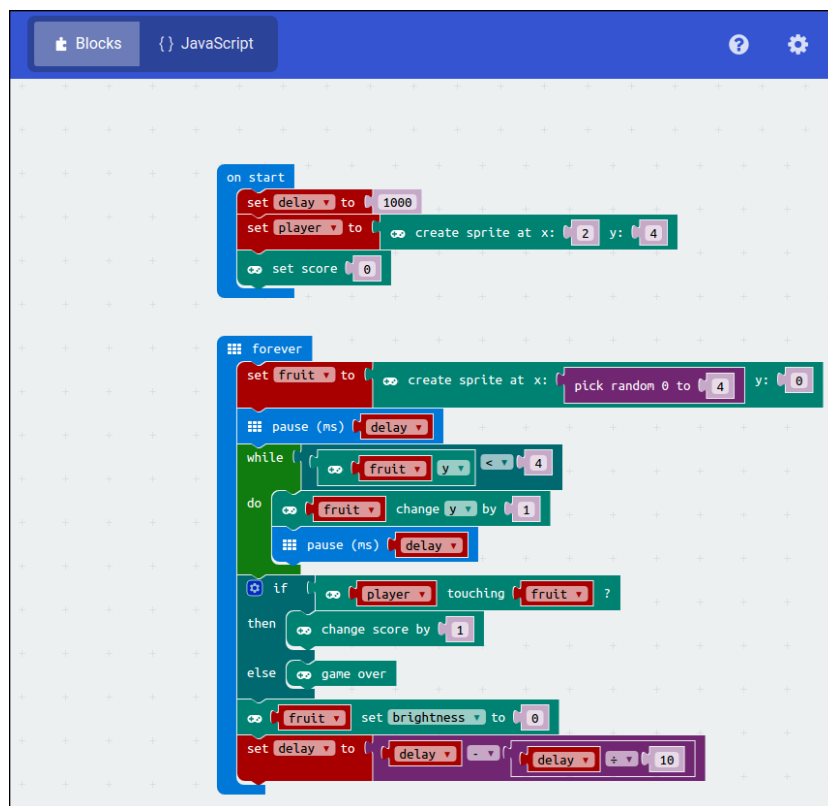 Blocks {} JavaScript
on start
set delay to 1000
set player to create sprite at x: 2 y: 4
set score 0
forever
set fruit to create sprite at x: pick random 0 to 4 y: 0
pause (ms) delay
while fruit y < 4
do fruit change y by 1
pause (ms) delay
if player touching fruit ?
then change score by 1
else game over
fruit set brightness to 0
set delay to delay - delay ÷ 10